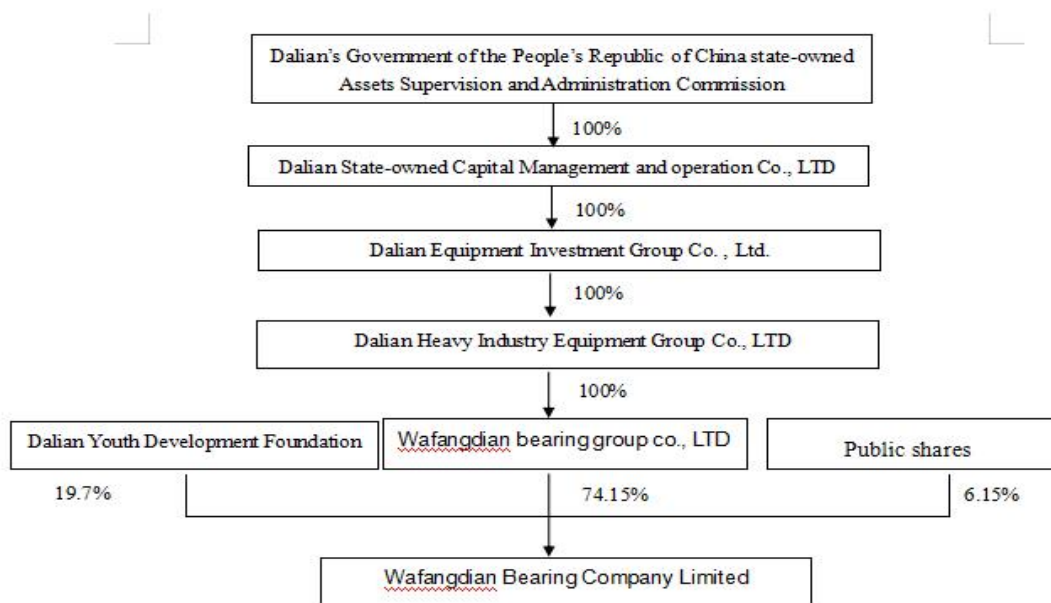 Dalian's Government of the People's Republic of China state-owned
Assets Supervision and Administration Commission
100%
Dalian State-owned Capital Management and operation Co., LTD
100%
Dalian Equipment Investment Group Co. , Ltd.
100%
Dalian Heavy Industry Equipment Group Co., LTD
100%
Dalian Youth Development Foundation
Wafangdian bearing group co., LTD
Public shares
19.7%
74.15%
6.15%
Wafangdian Bearing Company Limited